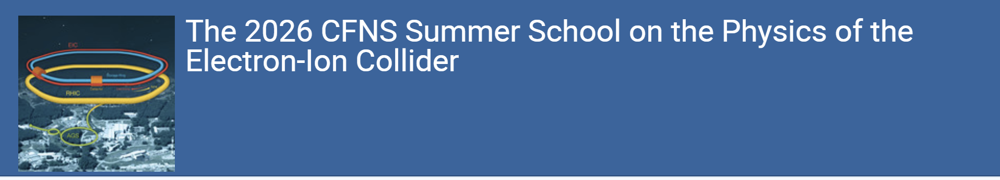 The 2026 CFNS Summer School on the Physics of the
Electron-Ion Collider
EIC
RHIC
AGS